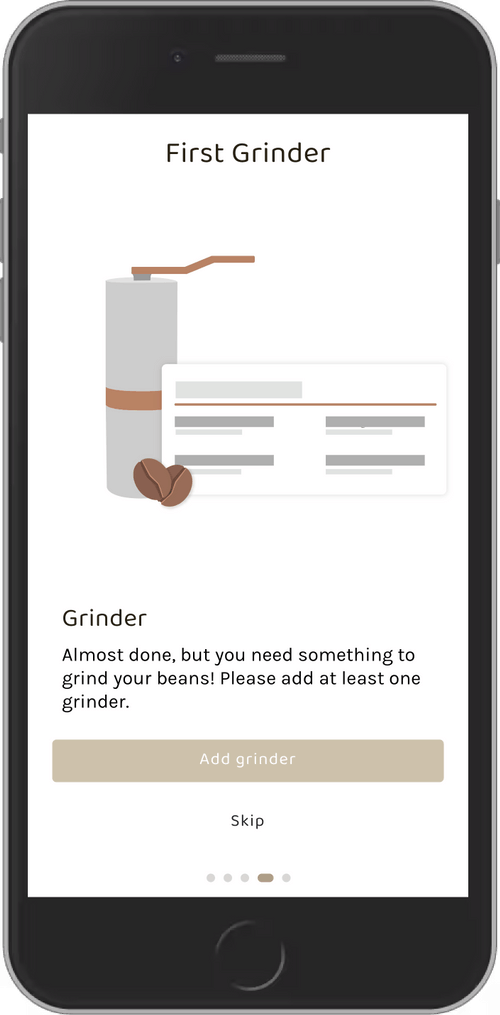 First Grinder
Grinder
Almost done, but you need something to
grind your beans! Please add at least one
grinder.
Add grinder
Skip